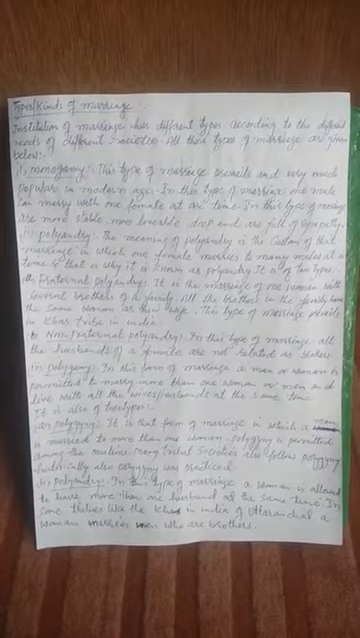 Types/Kinds of marriage :-
Institution of marriage has different types according to the different
needs of different societies. All these types of marriage are given
below:-
(i) monogamy:- This type of marriage prevails and very much
popular in modern age. In this type of marriage one male
can marry with one female at one time. In this type of marriage
are more stable, more loveable, deep and are full of sympathy.
(ii) polyandry:- The meaning of polyandry is the custom of that
marriage in which one female marries to many males at a
time so that is why it is known as polyandry. It is of two types.
(a) Fraternal polyandry:- It is the marriage of one women with
several brothers of a family. All the brothers in the family have
the same woman as their wife. This type of marriage prevails
in Khas tribe in india.
b) Non fraternal polyandry:- In this type of marriage all
the husbands of a female are not related as
(iii) polygamy:- In this form of marriage a man or woman is
permitted to marry more than one woman or man and
live with all the wives/husbands at the same time.
It is also of two types:-
(a) polygyny:- It is that form of marriage in which a man
is married to more than one woman. polygyny is permitted
among the muslims many tribal societies also follow polygyny
historically also polygyny was practiced.
(b) polyandry:- In this type of marriage a woman is allowed
to have more than one husband at the same time. In
some tribes like the Khas in india of Uttaranchal a
woman marries men who are brothers.